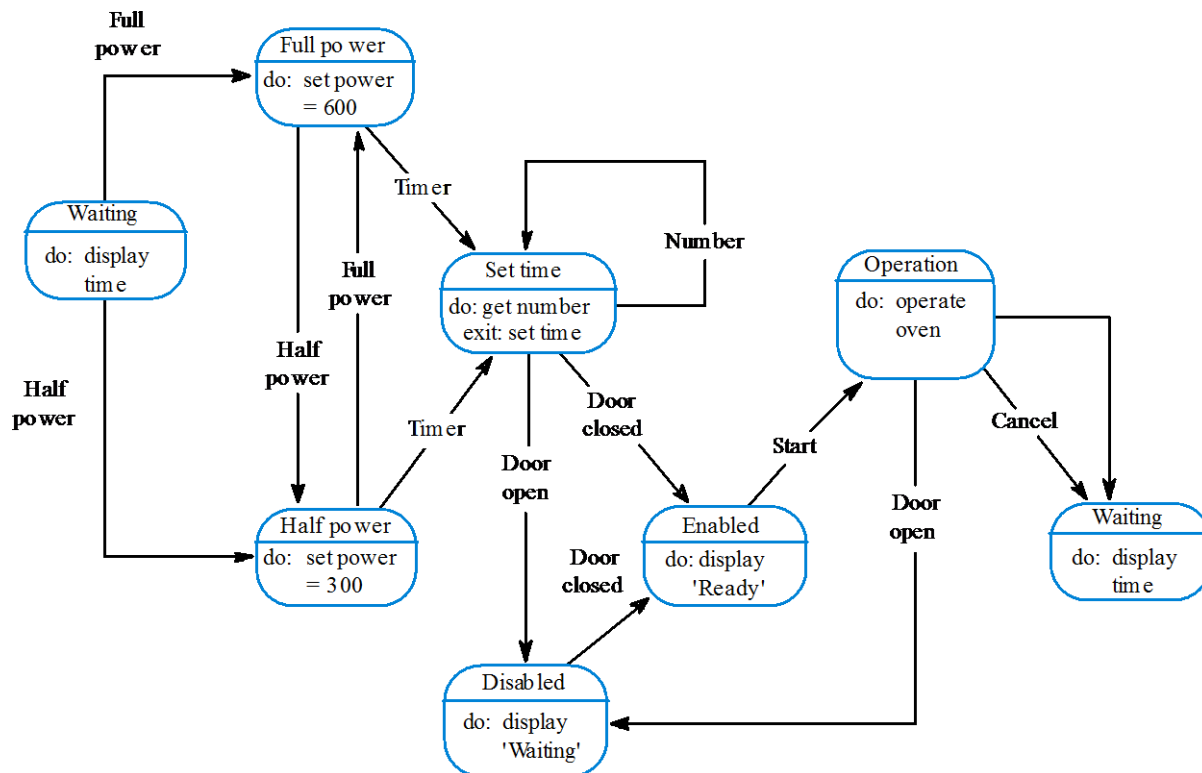 Full
power
Full power
do: set power
= 600
Timer
Waiting
do: display
time
Full
power
Number
Set time
do: get number
exit: set time
Operation
do: operate
oven
Half
power
Half
power
Timer
Door
closed
Cancel
Start
Door
open
Door
open
Half power
do: set power
= 300
Enabled
do: display
'Ready'
Waiting
do: display
time
Door
closed
Disabled
do: display
'Waiting'